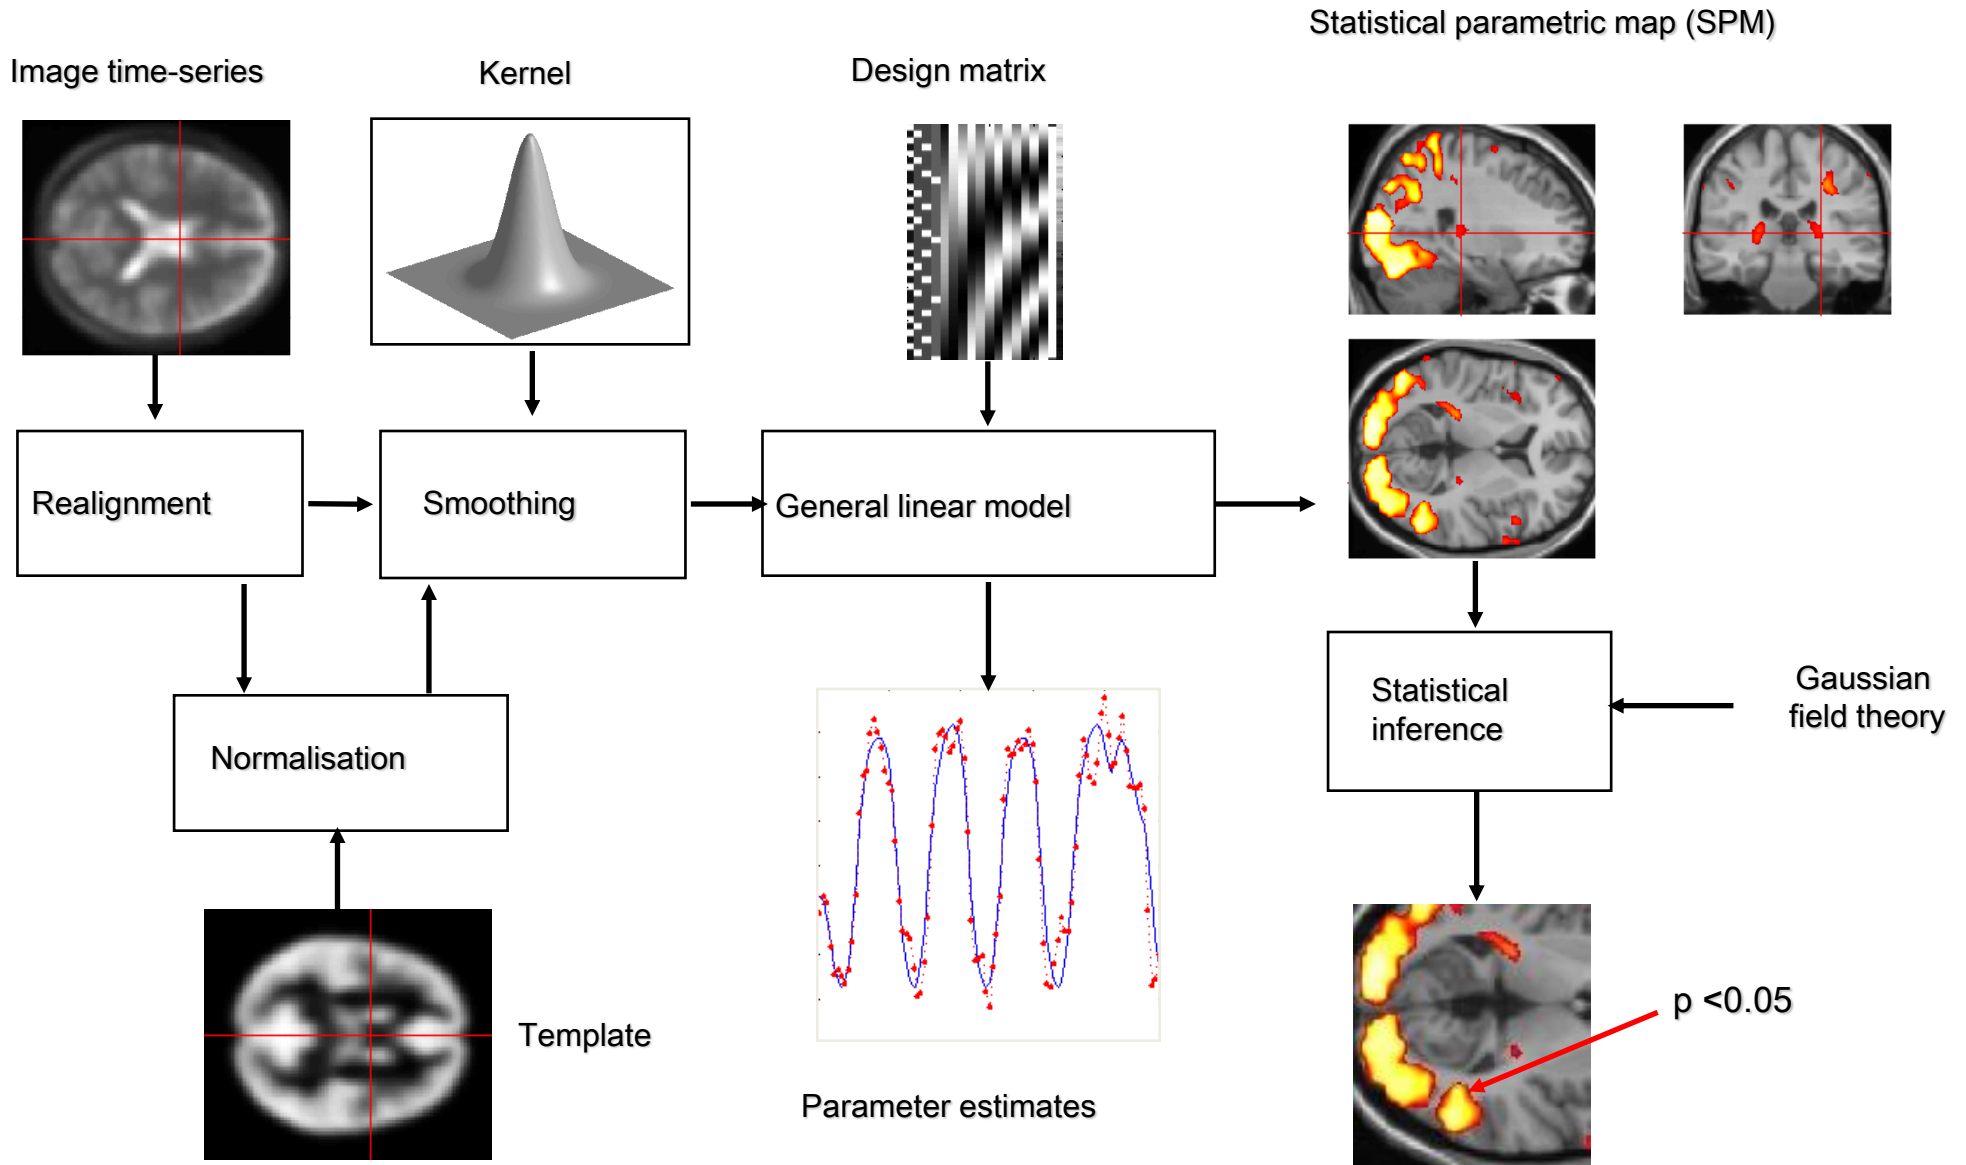 Statistical parametric map (SPM)
Image time-series
Kernel
Design matrix
Realignment
Smoothing
General linear model
Statistical
inference
Gaussian
field theory
Normalisation
p <0.05
Template
Parameter estimates